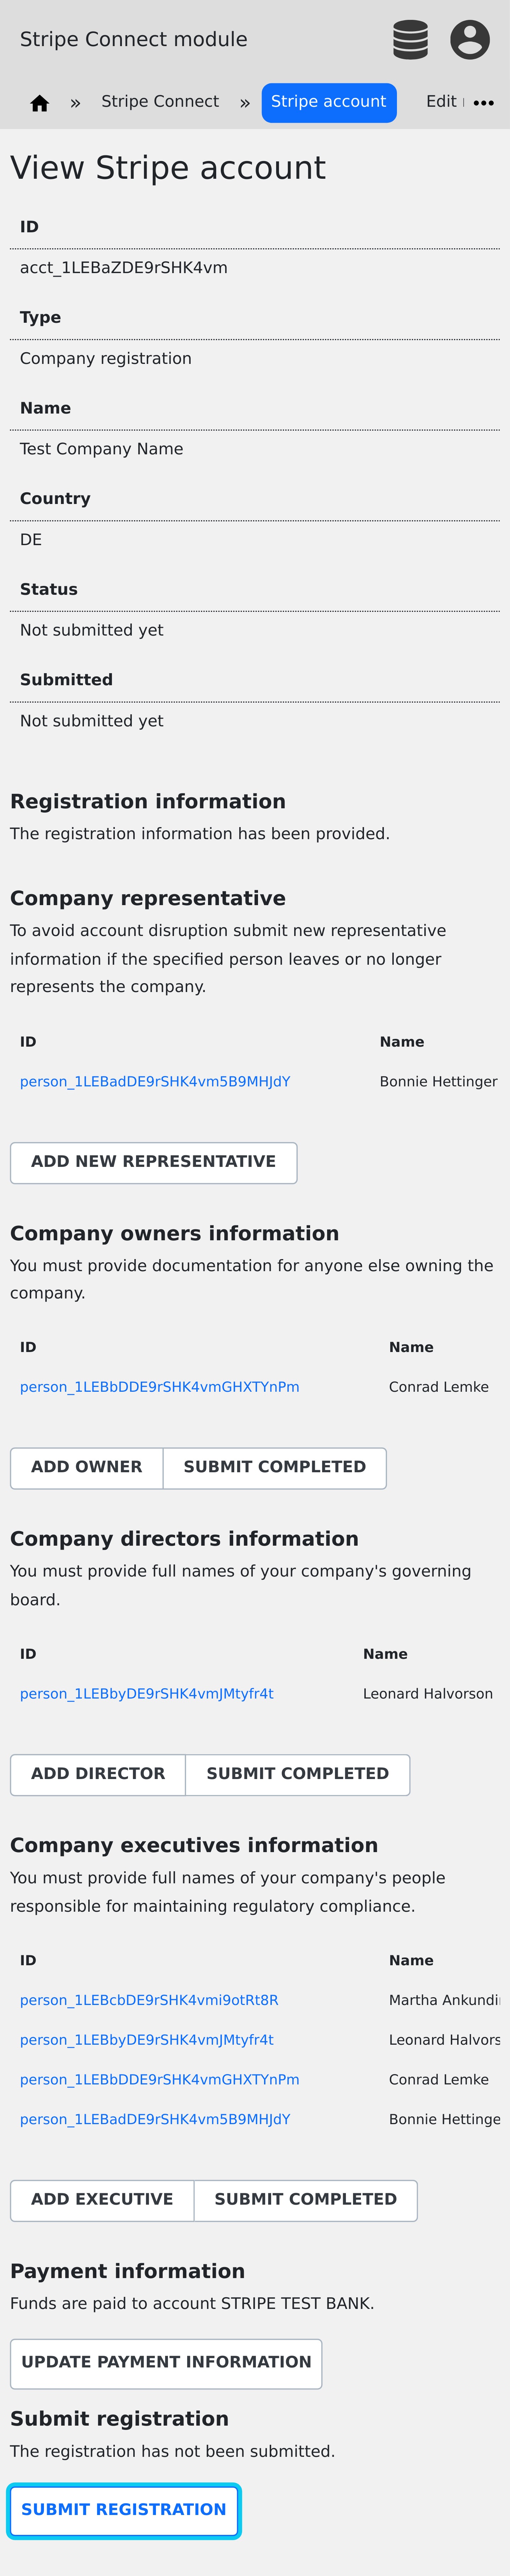 Stripe Connect module
» Stripe Connect » Stripe account Edit
View Stripe account
ID
acct_1LEBaZDE9rSHK4vm
Type
Company registration
Name
Test Company Name
Country
DE
Status
Not submitted yet
Submitted
Not submitted yet
Registration information
The registration information has been provided.
Company representative
To avoid account disruption submit new representative
information if the specified person leaves or no longer
represents the company.
ID Name
person_1LEBadDE9rSHK4vm5B9MHJdY Bonnie Hettinger
ADD NEW REPRESENTATIVE
Company owners information
You must provide documentation for anyone else owning the
company.
ID Name
person_1LEBbDDE9rSHK4vmGHXTYnPm Conrad Lemke
ADD OWNER SUBMIT COMPLETED
Company directors information
You must provide full names of your company's governing
board.
ID Name
person_1LEBbyDE9rSHK4vmJMtyfr4t Leonard Halvorson
ADD DIRECTOR SUBMIT COMPLETED
Company executives information
You must provide full names of your company's people
responsible for maintaining regulatory compliance.
ID Name
person_1LEBcbDE9rSHK4vmi9otRt8R Martha Ankundi
person_1LEBbyDE9rSHK4vmJMtyfr4t Leonard Halvors
person_1LEBbDDE9rSHK4vmGHXTYnPm Conrad Lemke
person_1LEBadDE9rSHK4vm5B9MHJdY Bonnie Hettinge
ADD EXECUTIVE SUBMIT COMPLETED
Payment information
Funds are paid to account STRIPE TEST BANK.
UPDATE PAYMENT INFORMATION
Submit registration
The registration has not been submitted.
SUBMIT REGISTRATION